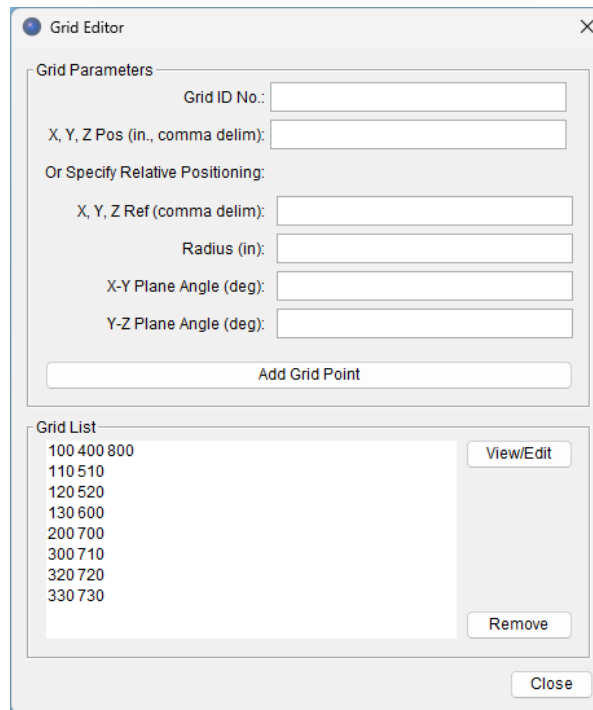 Grid Editor
Grid Parameters
Grid ID No.:
X, Y, Z Pos (in., comma delim):
Or Specify Relative Positioning:
X, Y, Z Ref (comma delim):
Radius (in):
X-Y Plane Angle (deg):
Y-Z Plane Angle (deg):
Add Grid Point
Grid List
100 400 800
110 510
120 520
130 600
200 700
300 710
320 720
330 730
View/Edit
Remove
Close